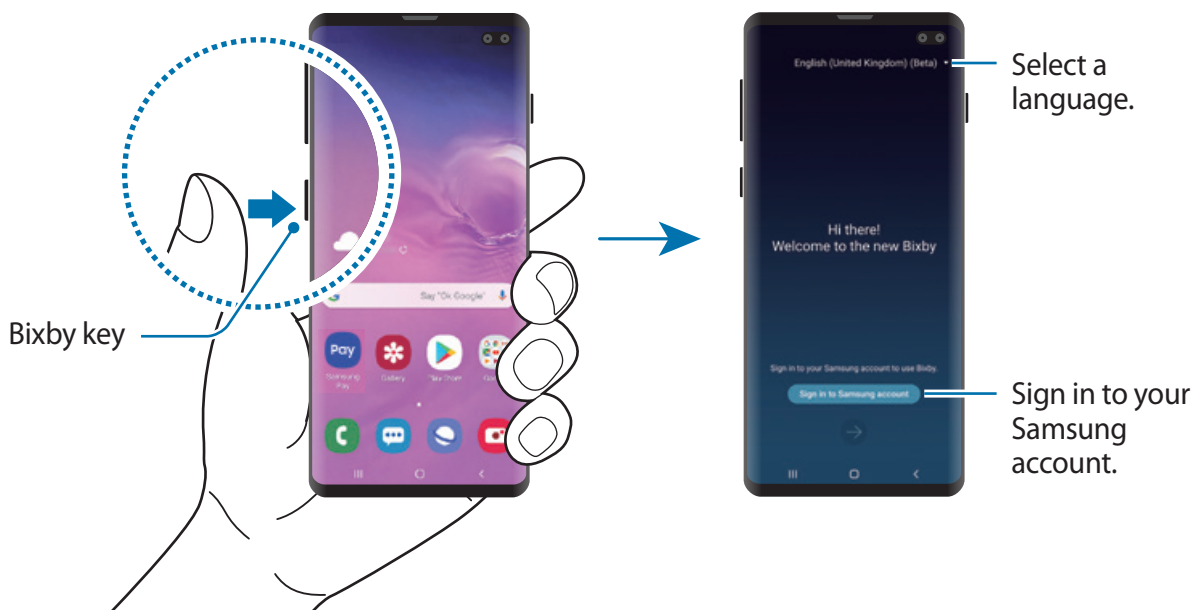 Bixby key
Say "Ok Google"
Pay
Samsung
Pay
Gallery
Play Store
English (United Kingdom) (Beta)
Select a
language.
Hi there!
Welcome to the new Bixby
Sign in to your Samsung account to use Bixby.
Sign in to Samsung account
Sign in to your
Samsung
account.